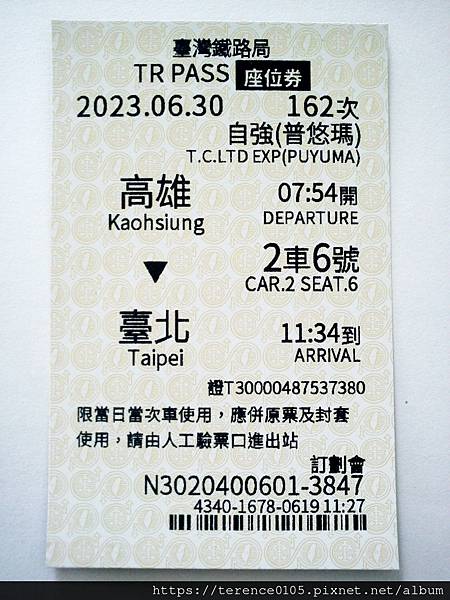 臺灣鐵路局
TR PASS 座位券
2023.06.30 162次
自強(普悠瑪)
T.C.LTD EXP(PUYUMA)
高雄 07:54開
Kaohsiung DEPARTURE
▼ 2車6號
CAR.2 SEAT.6
臺北 11:34到
Taipei ARRIVAL
證T30000487537380
限當日當次車使用，應併原票及封套
使用，請由人工驗票口進出站
訂劃會
N3020400601-3847
4340-1678-0619 11:27
https://terence0105.pixnet.net/album